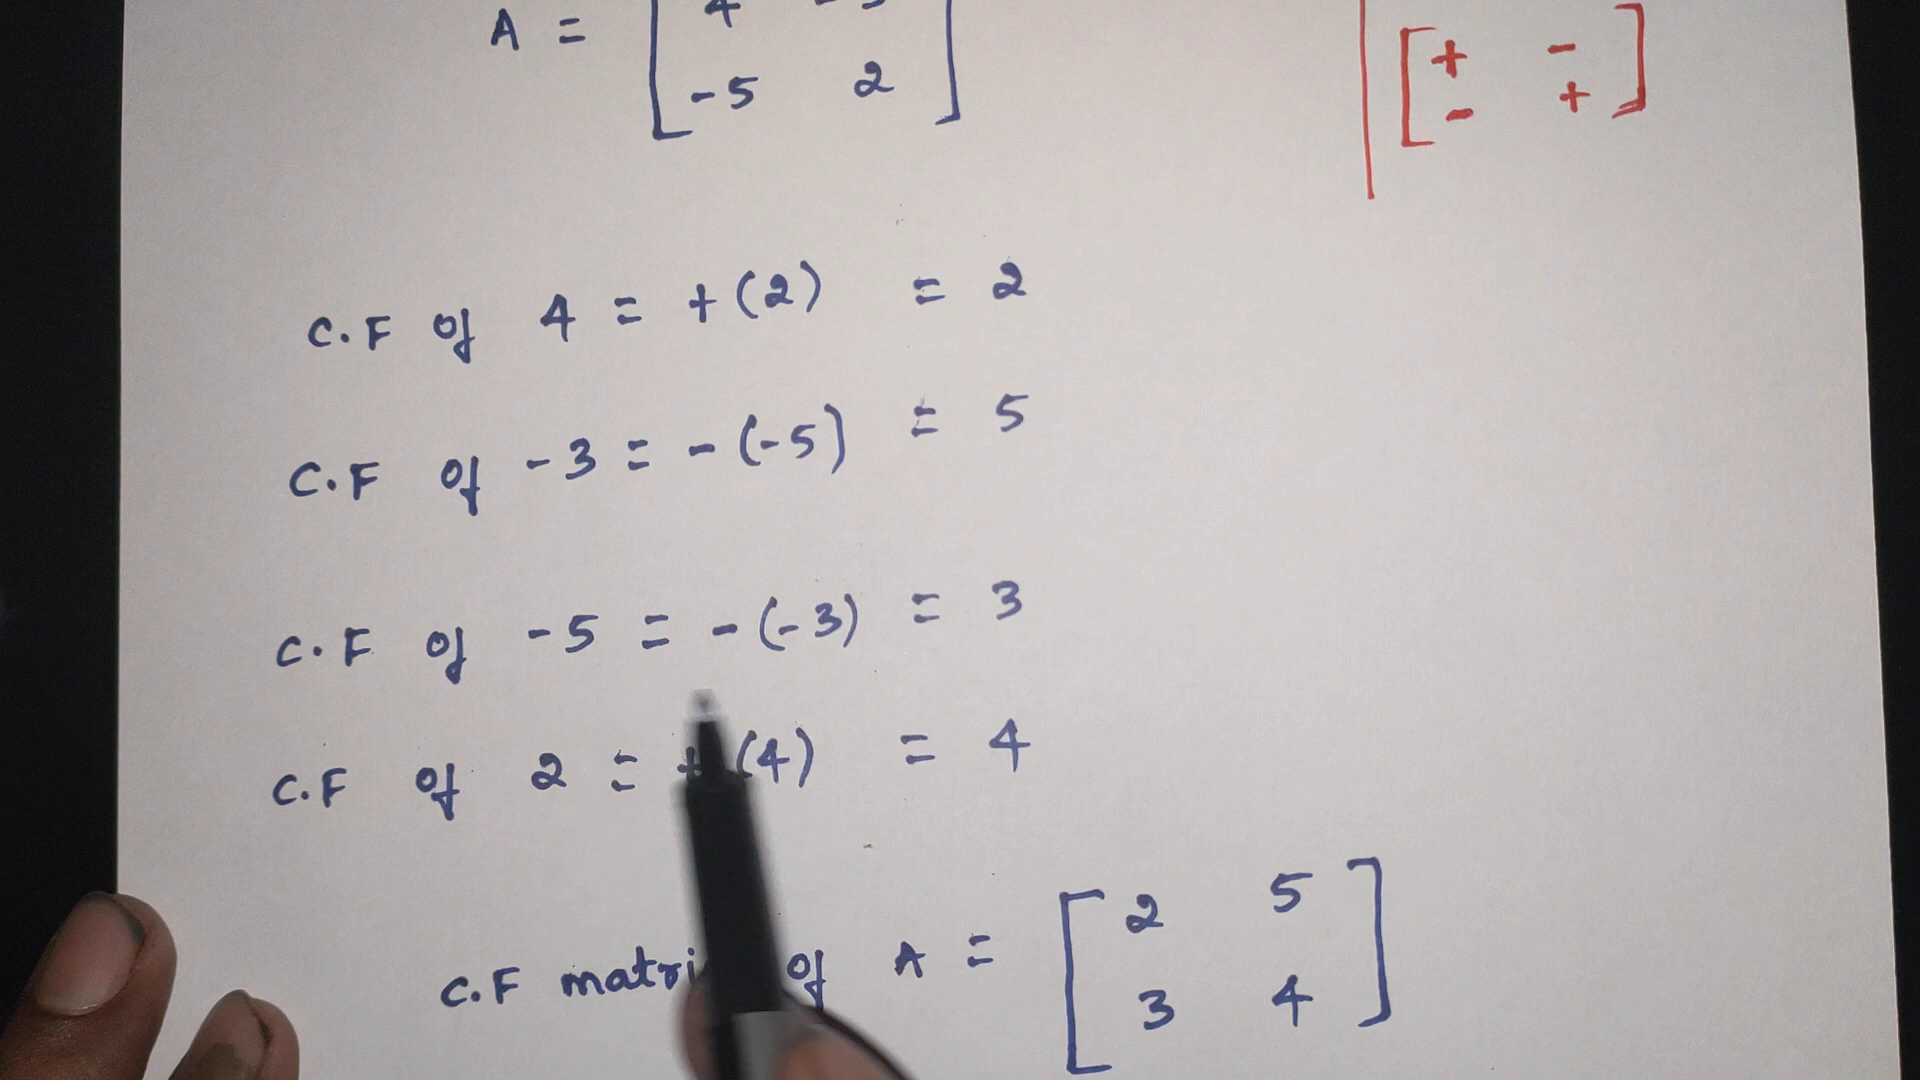 A = [ 4 -3
-5 2 ]
[ + -
- + ]
C.F of 4 = +(2) = 2
C.F of -3 = -(-5) = 5
C.F of -5 = -(-3) = 3
C.F of 2 = +(4) = 4
C.F of A = [ 2 5
3 4 ]